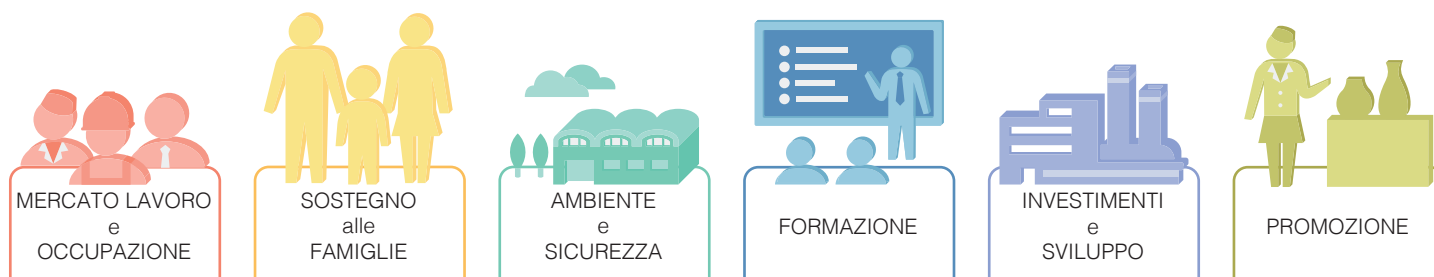 MERCATO LAVORO
e
OCCUPAZIONE
SOSTEGNO
alle
FAMIGLIE
AMBIENTE
e
SICUREZZA
FORMAZIONE
INVESTIMENTI
e
SVILUPPO
PROMOZIONE